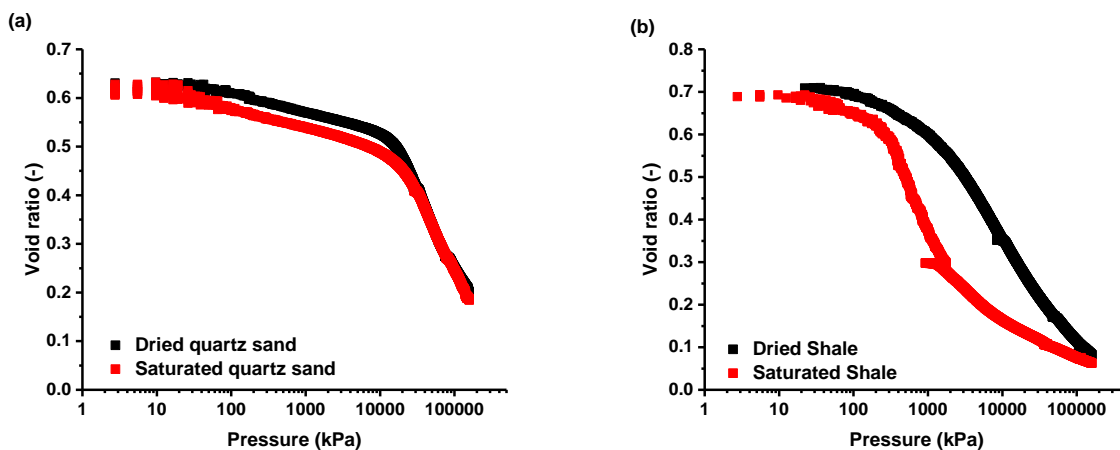 (a)
0.7
0.6
0.5
0.4
0.3
0.2
0.1
0.0
Void ratio (-)
Dried quartz sand
Saturated quartz sand
1 10 100 1000 10000 100000
Pressure (kPa)
(b)
0.8
0.7
0.6
0.5
0.4
0.3
0.2
0.1
0.0
Void ratio (-)
Dried Shale
Saturated Shale
1 10 100 1000 10000 100000
Pressure (kPa)